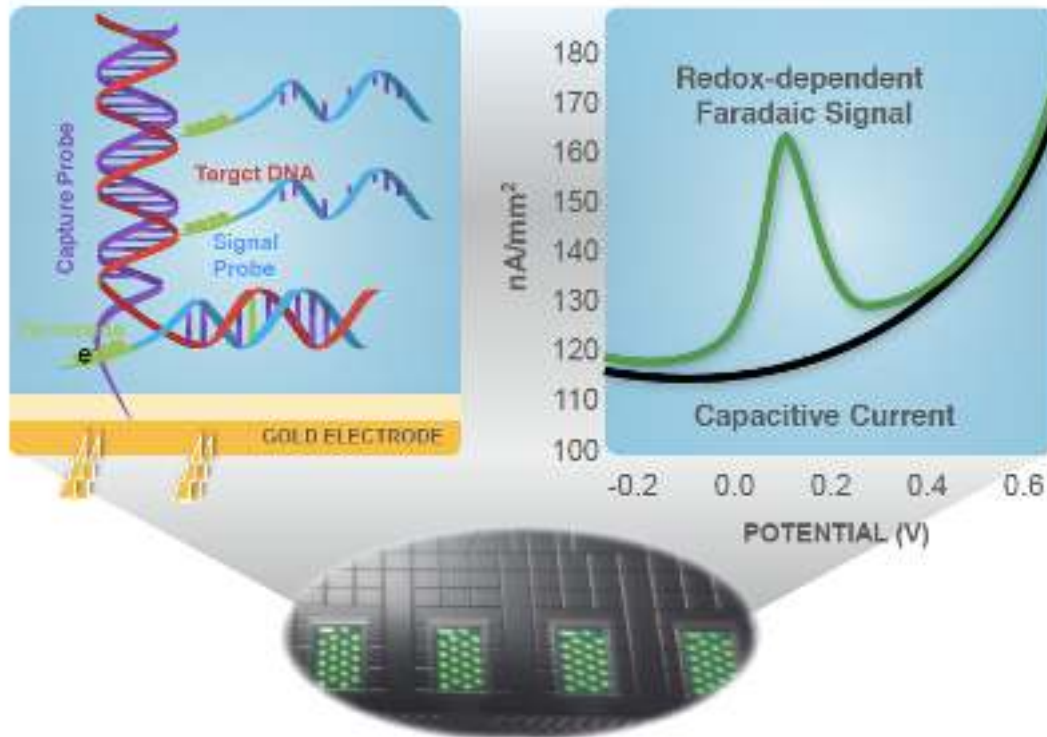 Capture Probe
Target DNA
Signal
Probe
e
GOLD ELECTRODE
180
170
160
150
140
130
120
110
100
nA/mm²
Redox-dependent
Faradaic Signal
Capacitive Current
-0.2 0.0 0.2 0.4 0.6
POTENTIAL (V)